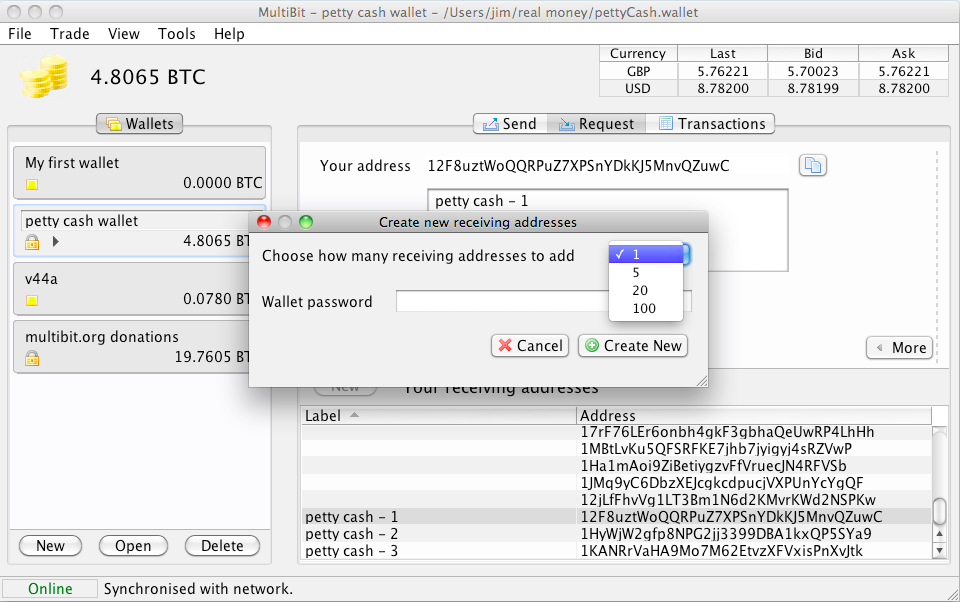 MultiBit - petty cash wallet - /Users/jim/real money/pettyCash.wallet
File Trade View Tools Help
4.8065 BTC
Currency Last Bid Ask
GBP 5.76221 5.70023 5.76221
USD 8.78200 8.78199 8.78200
Wallets
My first wallet
0.0000 BTC
petty cash wallet
4.8065 BT
v44a
0.0780 BT
multibit.org donations
19.7605 BT
New Open Delete
Send Request Transactions
Your address 12F8uztWoQQRPuZ7XPSnYDkKJ5MnvQZuwC
petty cash - 1
Create new receiving addresses
Choose how many receiving addresses to add
✓ 1
5
20
100
Wallet password
Cancel Create New
More
New Your receiving addresses
Label Address
17rF76LEr6onbh4gkF3gbhaQeUwRP4LhHh
1MBtLvKu5QFSRFKE7jhb7jyigyj4sRZVwP
1Ha1mAoi9ZiBetiygzvFfVruecJN4RFVSb
1JMq9yC6DbzXEJcgkcdpucjVXPUnYcYgQF
12jLfFhvVg1LT3Bm1N6d2KMvrKWd2NSPKw
petty cash - 1 12F8uztWoQQRPuZ7XPSnYDkKJ5MnvQZuwC
petty cash - 2 1HyWjW2gfp8NPG2jj3399DBA1kxQP5SYa9
petty cash - 3 1KANRrVaHA9Mo7M62EtvzXFVxisPnXvJtk
Online Synchronised with network.